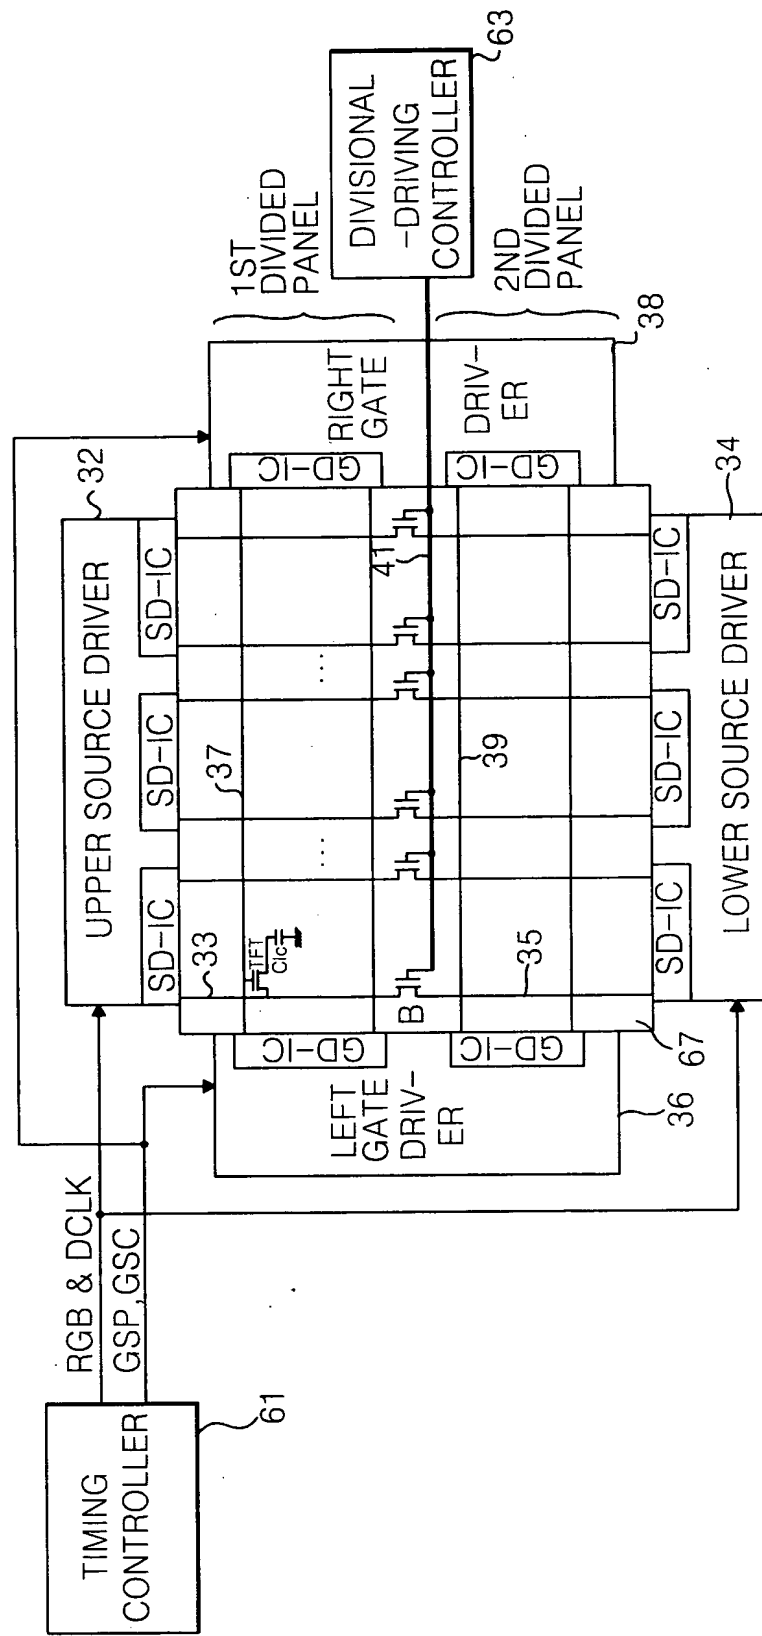 TIMING
CONTROLLER
61
RGB & DCLK
GSP,GSC
UPPER SOURCE DRIVER
32
SD-IC
SD-IC
SD-IC
LEFT
GATE
DRIV-
ER
36
GD-IC
GD-IC
33
TFT
Clc
37
...
...
B
41
35
39
67
GD-IC
GD-IC
RIGHT
GATE
DRIV-
ER
38
1ST
DIVIDED
PANEL
2ND
DIVIDED
PANEL
DIVISIONAL
-DRIVING
CONTROLLER
63
SD-IC
SD-IC
SD-IC
LOWER SOURCE DRIVER
34